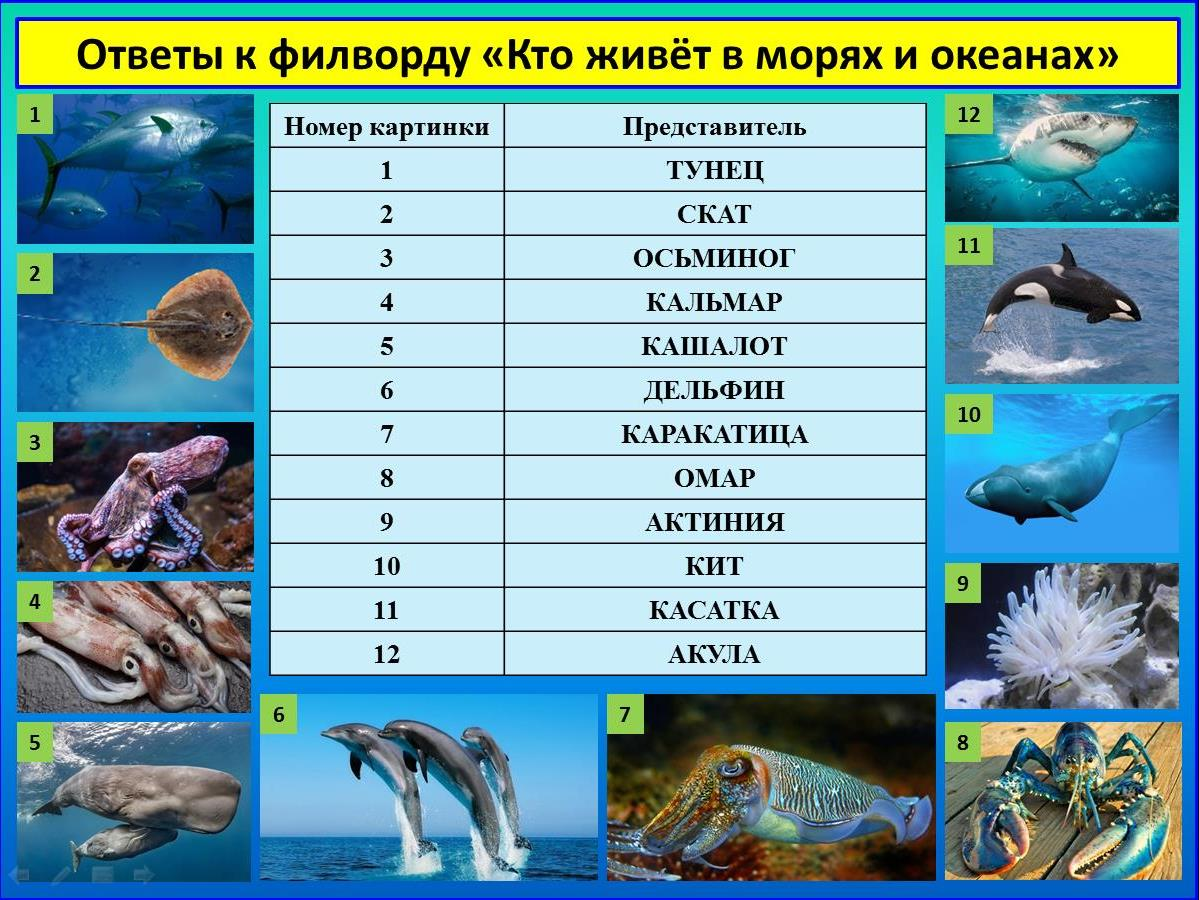 Ответы к филворду «Кто живёт в морях и океанах»
Номер картинки Представитель
1 ТУНЕЦ
2 СКАТ
3 ОСЬМИНОГ
4 КАЛЬМАР
5 КАШАЛОТ
6 ДЕЛЬФИН
7 КАРАКАТИЦА
8 ОМАР
9 АКТИНИЯ
10 КИТ
11 КАСАТКА
12 АКУЛА
1
2
3
4
5
6
7
8
9
10
11
12